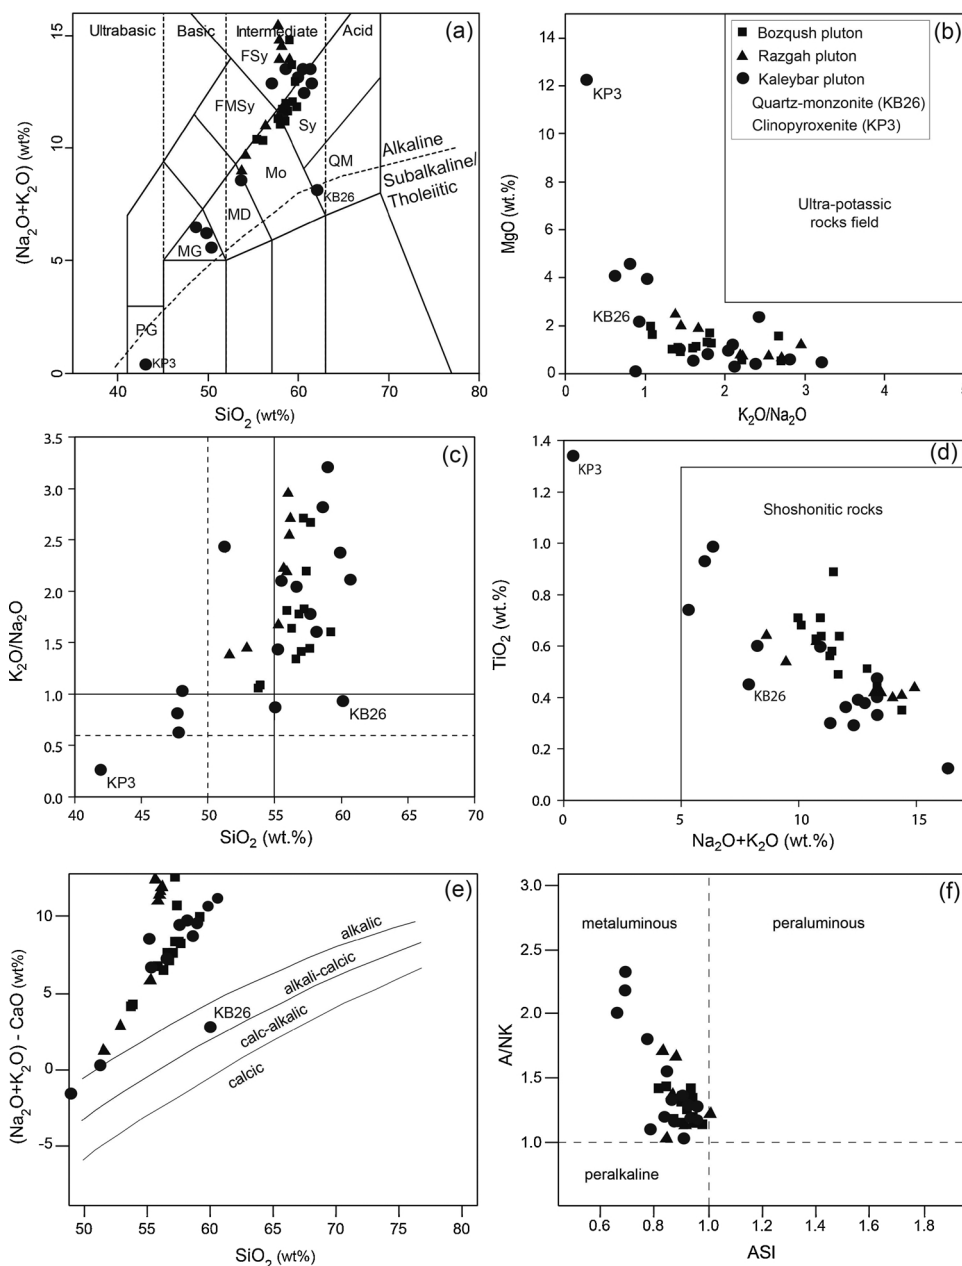 Ultrabasic
Basic
Intermediate
Acid
(a)
FSy
FMSy
Sy
Mo
QM
Alkaline
Subalkaline/
Tholeiitic
KB26
MD
MG
PG
KP3
15
10
5
0
(Na₂O+K₂O) (wt%)
40 50 60 70 80
SiO₂ (wt%)
(b)
Bozqush pluton
Razgah pluton
Kaleybar pluton
Quartz-monzonite (KB26)
Clinopyroxenite (KP3)
KP3
Ultra-potassic
rocks field
KB26
14
12
10
8
6
4
2
0
MgO (wt.%)
0 1 2 3 4 5
K₂O/Na₂O
(c)
3.5
3.0
2.5
2.0
1.5
1.0
0.5
0.0
K₂O/Na₂O
KB26
KP3
40 45 50 55 60 65 70
SiO₂ (wt.%)
(d)
KP3
Shoshonitic rocks
KB26
1.4
1.2
1.0
0.8
0.6
0.4
0.2
0.0
TiO₂ (wt.%)
0 5 10 15
Na₂O+K₂O (wt.%)
(e)
10
5
0
−5
(Na₂O+K₂O) - CaO (wt%)
alkalic
alkali-calcic
KB26
calc-alkalic
calcic
50 55 60 65 70 75 80
SiO₂ (wt%)
(f)
metaluminous
peraluminous
peralkaline
3.0
2.5
2.0
1.5
1.0
A/NK
0.6 0.8 1.0 1.2 1.4 1.6 1.8
ASI